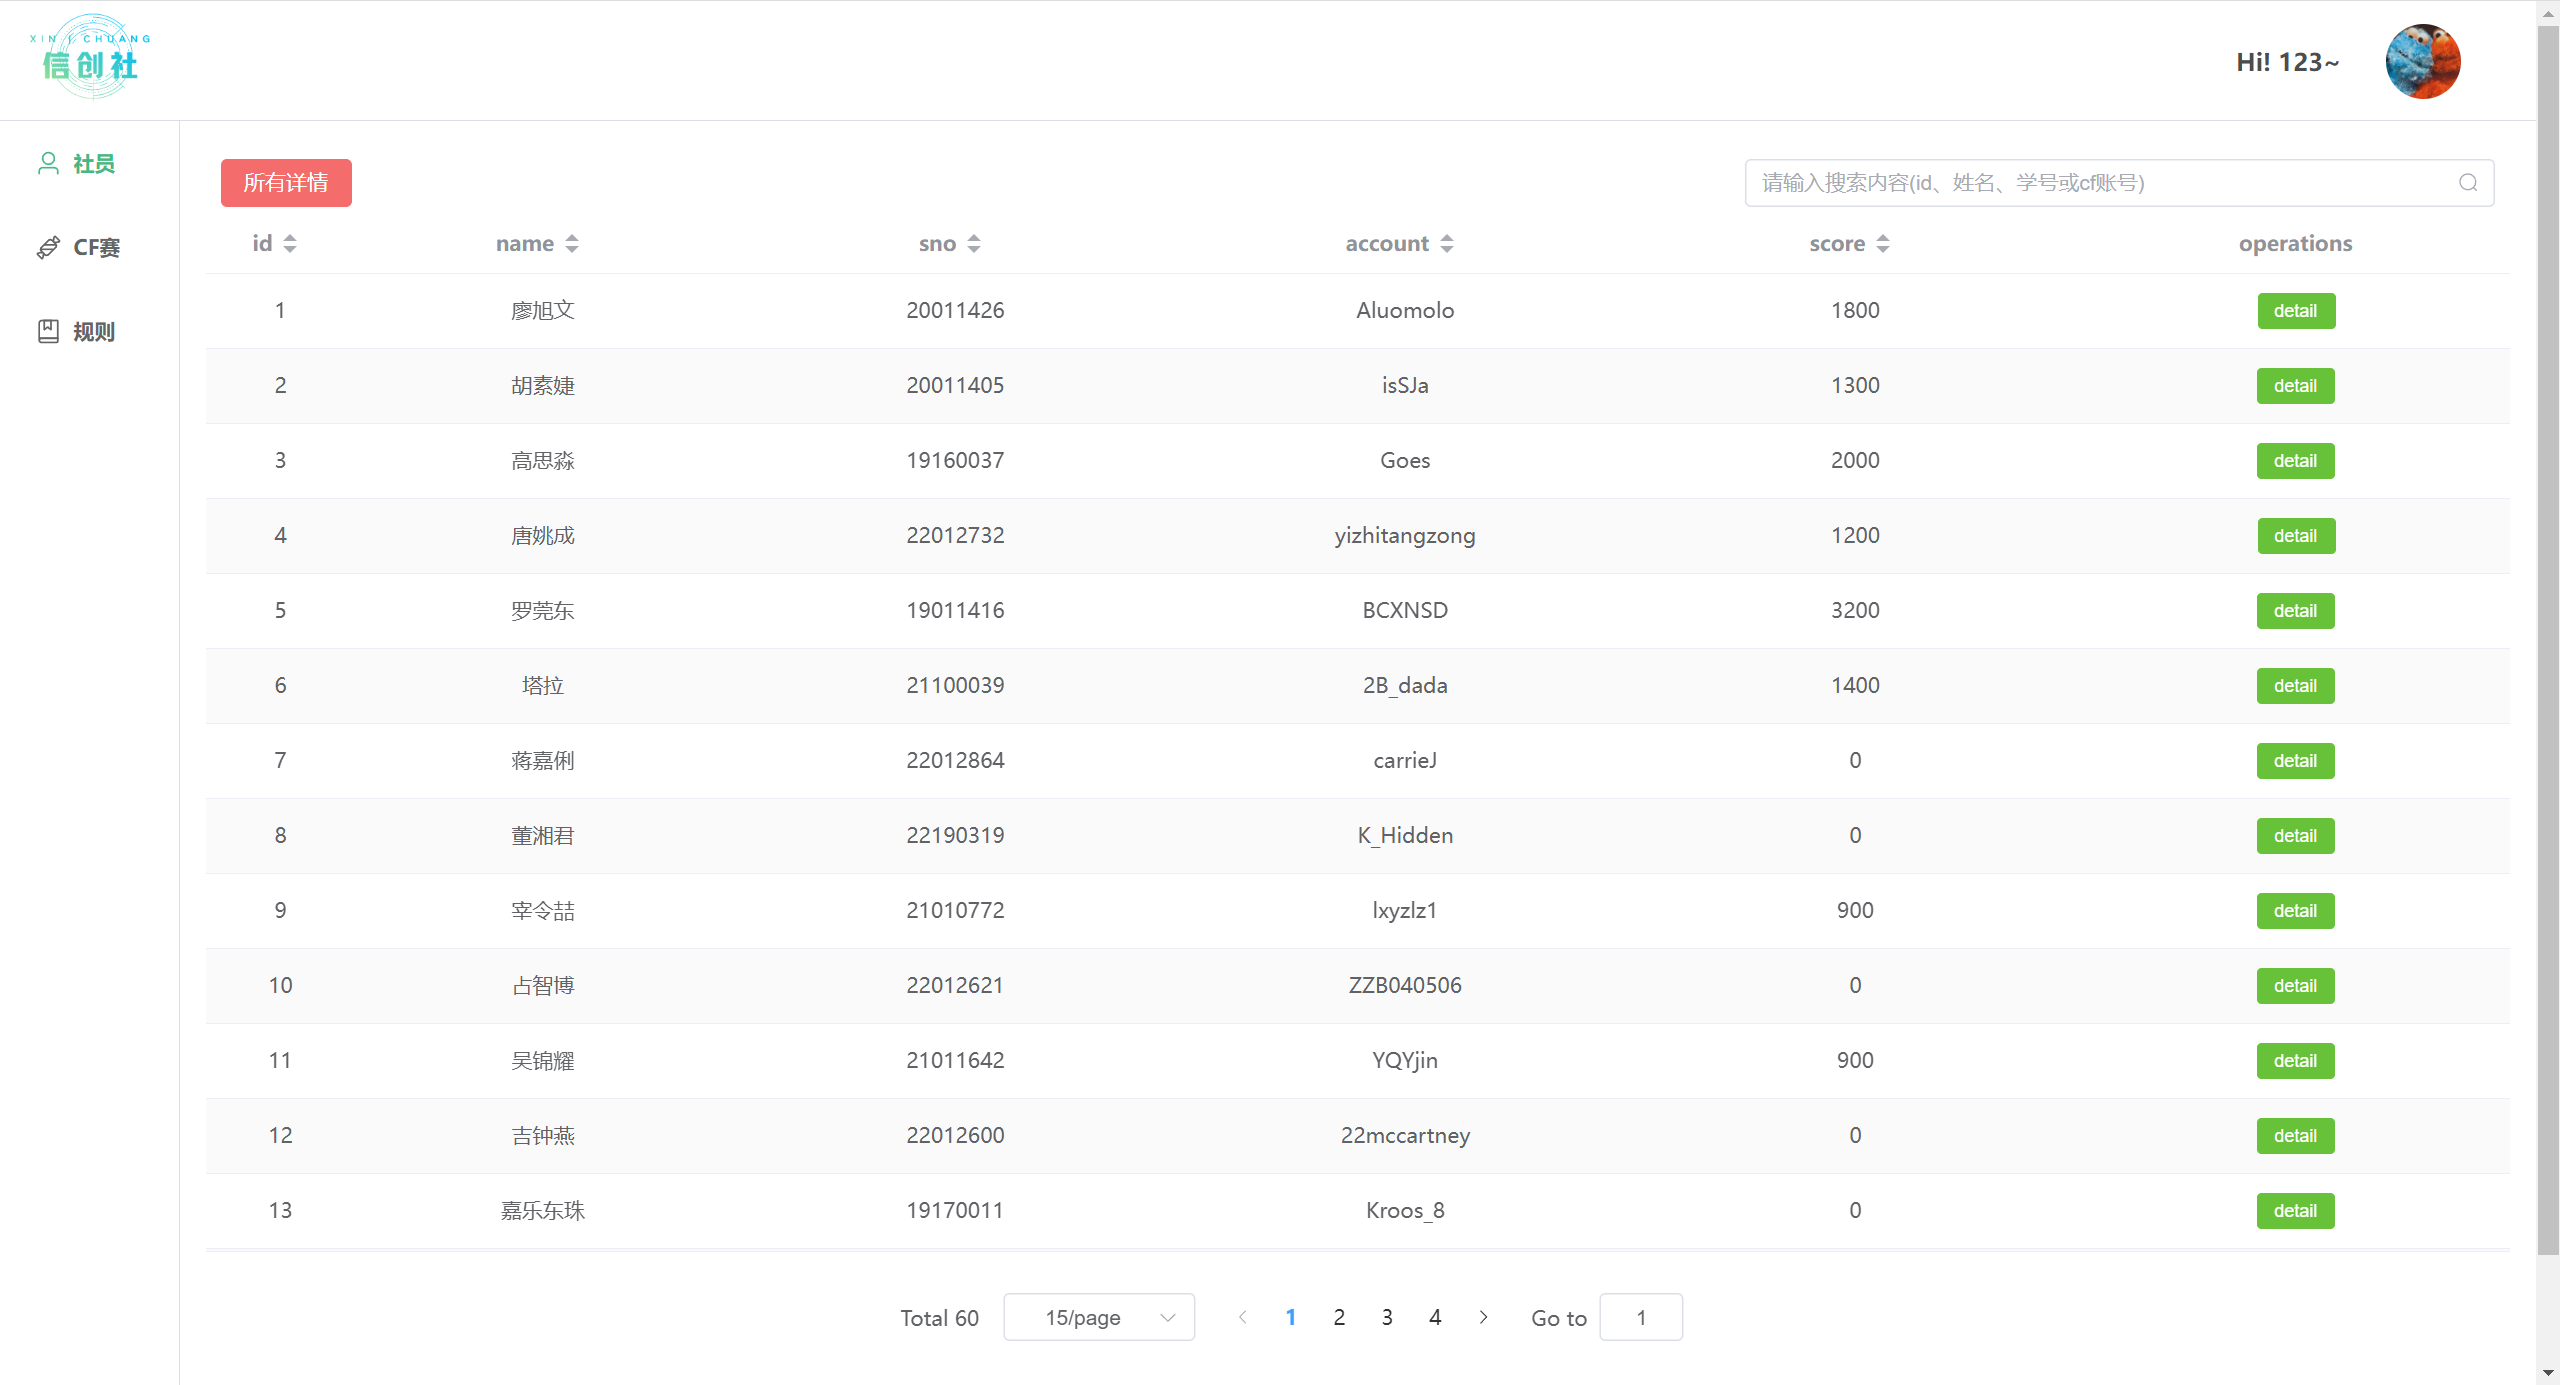 XIN CHUANG
信创社
Hi! 123~
社员
CF赛
规则
所有详情
请输入搜索内容(id、姓名、学号或cf账号)
id name sno account score operations
1 廖旭文 20011426 Aluomolo 1800 detail
2 胡素婕 20011405 isSJa 1300 detail
3 高思淼 19160037 Goes 2000 detail
4 唐姚成 22012732 yizhitangzong 1200 detail
5 罗莞东 19011416 BCXNSD 3200 detail
6 塔拉 21100039 2B_dada 1400 detail
7 蒋嘉俐 22012864 carrieJ 0 detail
8 董湘君 22190319 K_Hidden 0 detail
9 宰令喆 21010772 lxyzlz1 900 detail
10 占智博 22012621 ZZB040506 0 detail
11 吴锦耀 21011642 YQYjin 900 detail
12 吉钟燕 22012600 22mccartney 0 detail
13 嘉乐东珠 19170011 Kroos_8 0 detail
Total 60 15/page 1 2 3 4 Go to 1